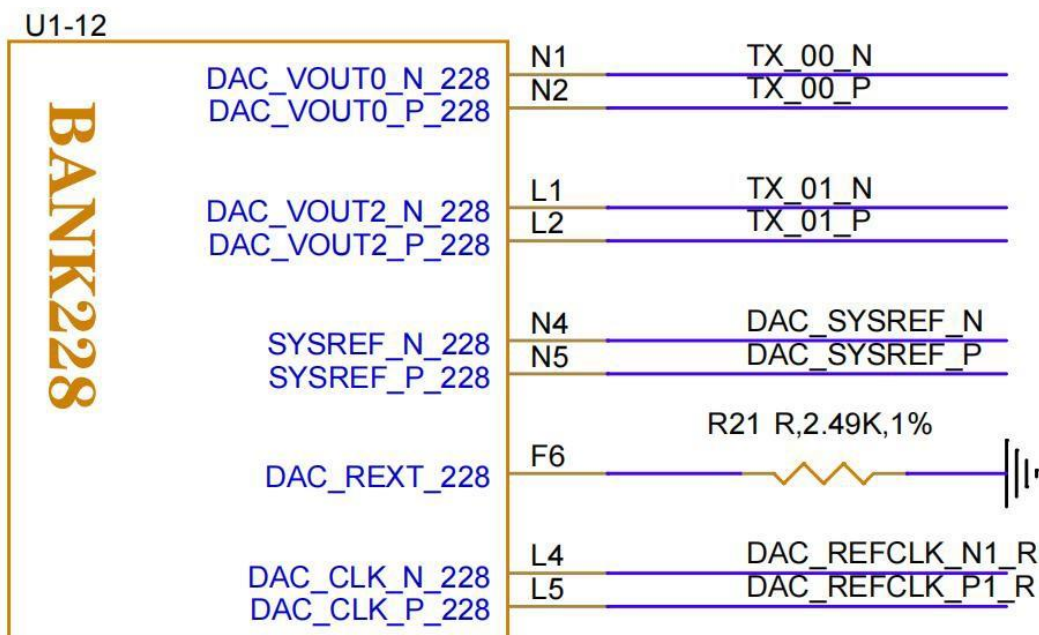 U1-12
BANK228
DAC_VOUT0_N_228 N1 TX_00_N
DAC_VOUT0_P_228 N2 TX_00_P
DAC_VOUT2_N_228 L1 TX_01_N
DAC_VOUT2_P_228 L2 TX_01_P
SYSREF_N_228 N4 DAC_SYSREF_N
SYSREF_P_228 N5 DAC_SYSREF_P
R21 R,2.49K,1%
DAC_REXT_228 F6
DAC_CLK_N_228 L4 DAC_REFCLK_N1_R
DAC_CLK_P_228 L5 DAC_REFCLK_P1_R